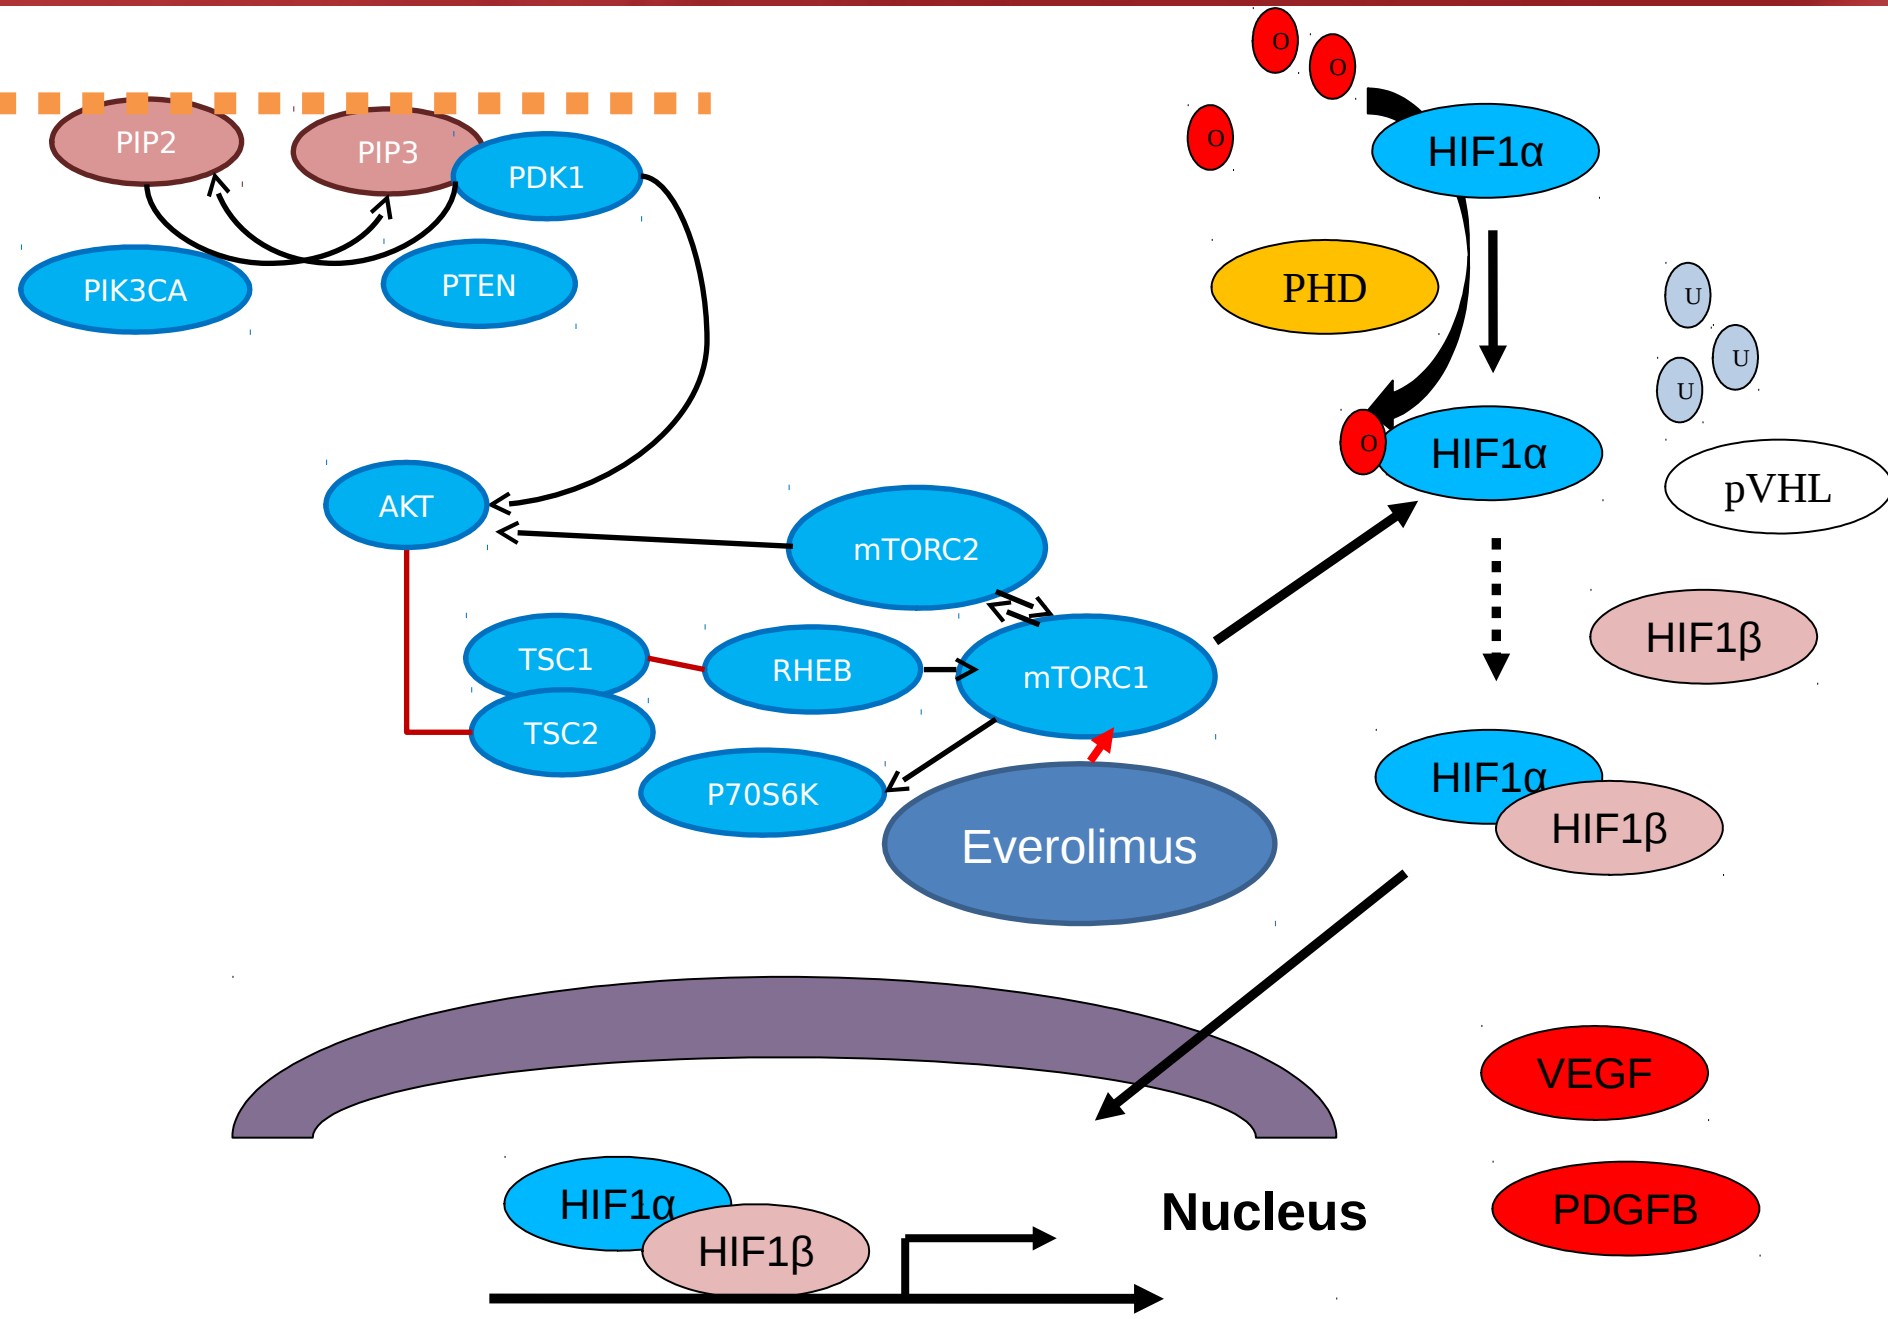 O
O
O
HIF1α
PIP2
PIP3
PDK1
PIK3CA
PTEN
PHD
U
U
U
O
HIF1α
pVHL
AKT
mTORC2
TSC1
RHEB
mTORC1
TSC2
P70S6K
Everolimus
HIF1β
HIF1α
HIF1β
VEGF
PDGFB
HIF1α
HIF1β
Nucleus